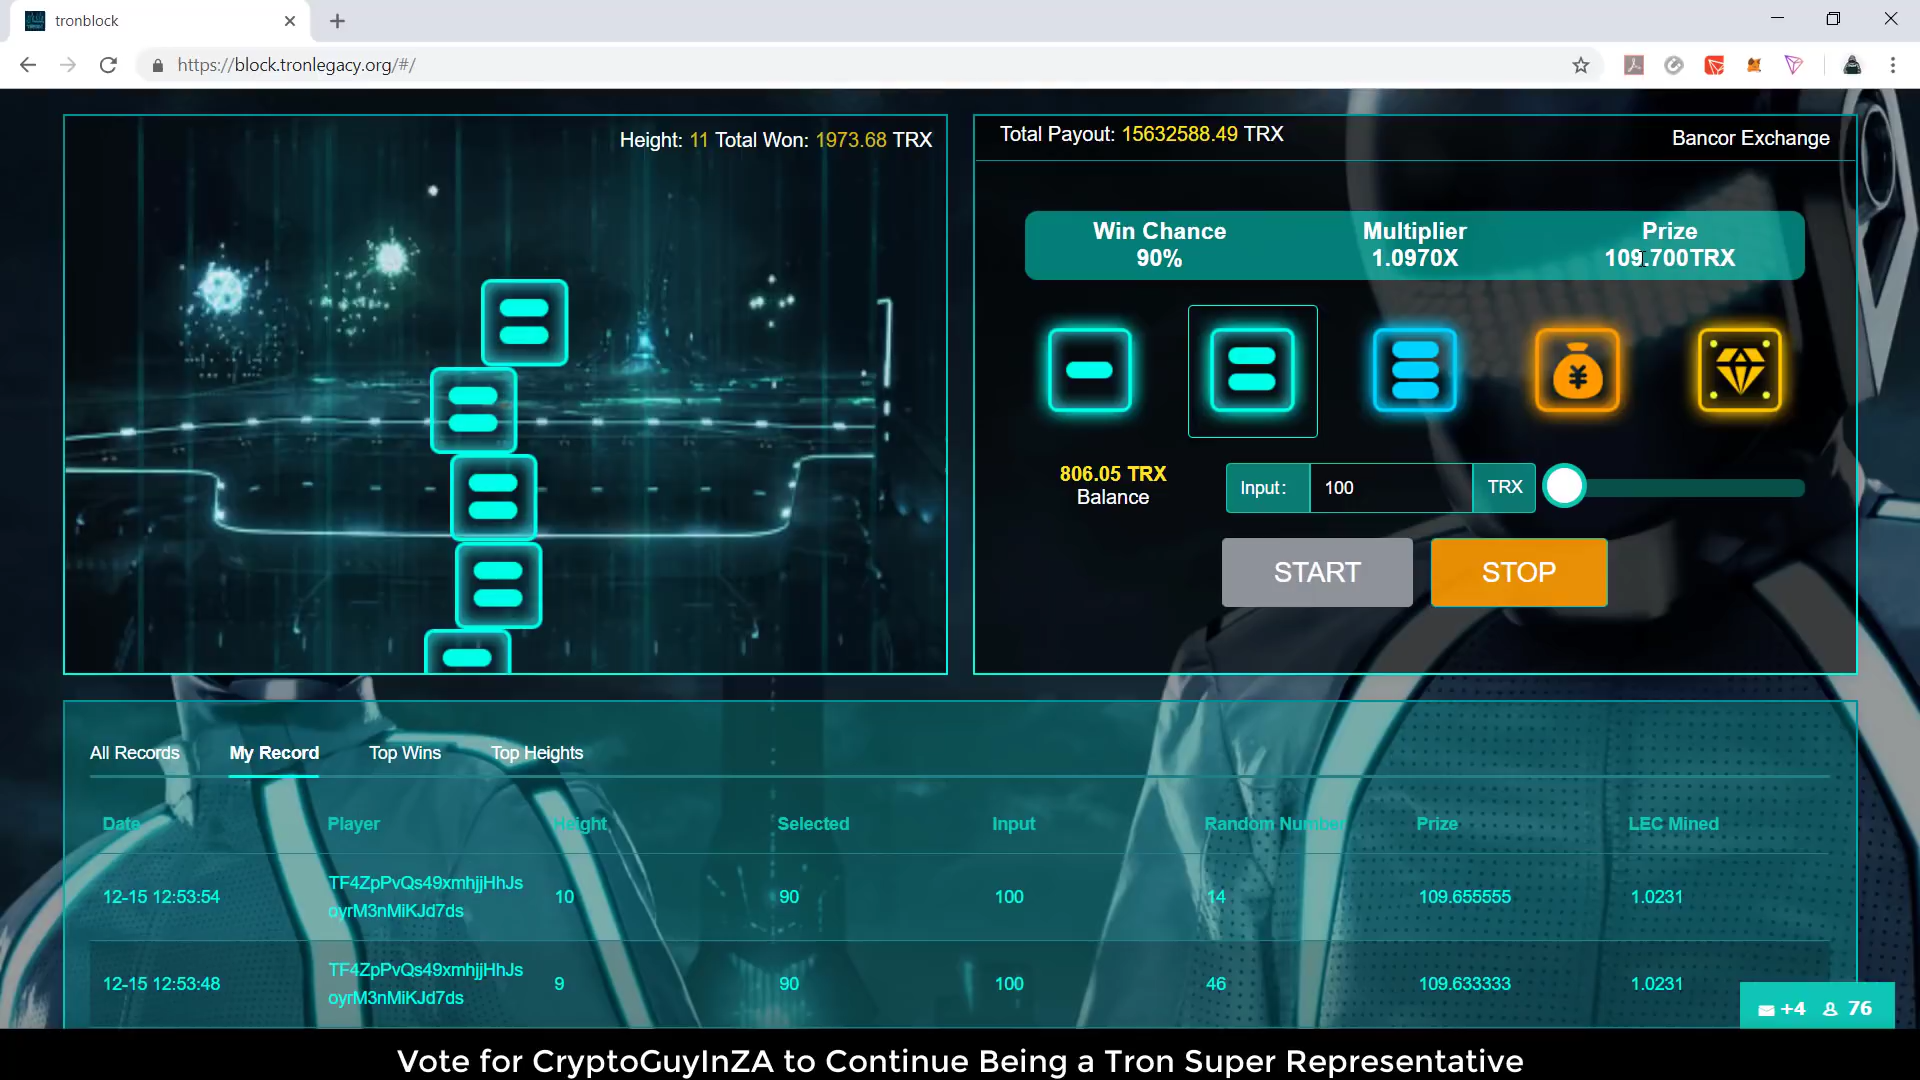 tronblock
https://block.tronlegacy.org/#/
Height: 11 Total Won: 1973.68 TRX
Total Payout: 15632588.49 TRX
Bancor Exchange
Win Chance
90%
Multiplier
1.0970X
Prize
109.700TRX
¥
806.05 TRX
Balance
Input:
100
TRX
START
STOP
All Records
My Record
Top Wins
Top Heights
Date
Player
Height
Selected
Input
Random Number
Prize
LEC Mined
12-15 12:53:54
TF4ZpPvQs49xmhjjHhJs
oyrM3nMiKJd7ds
10
90
100
14
109.655555
1.0231
12-15 12:53:48
TF4ZpPvQs49xmhjjHhJs
oyrM3nMiKJd7ds
9
90
100
46
109.633333
1.0231
+4
76
Vote for CryptoGuyInZA to Continue Being a Tron Super Representative